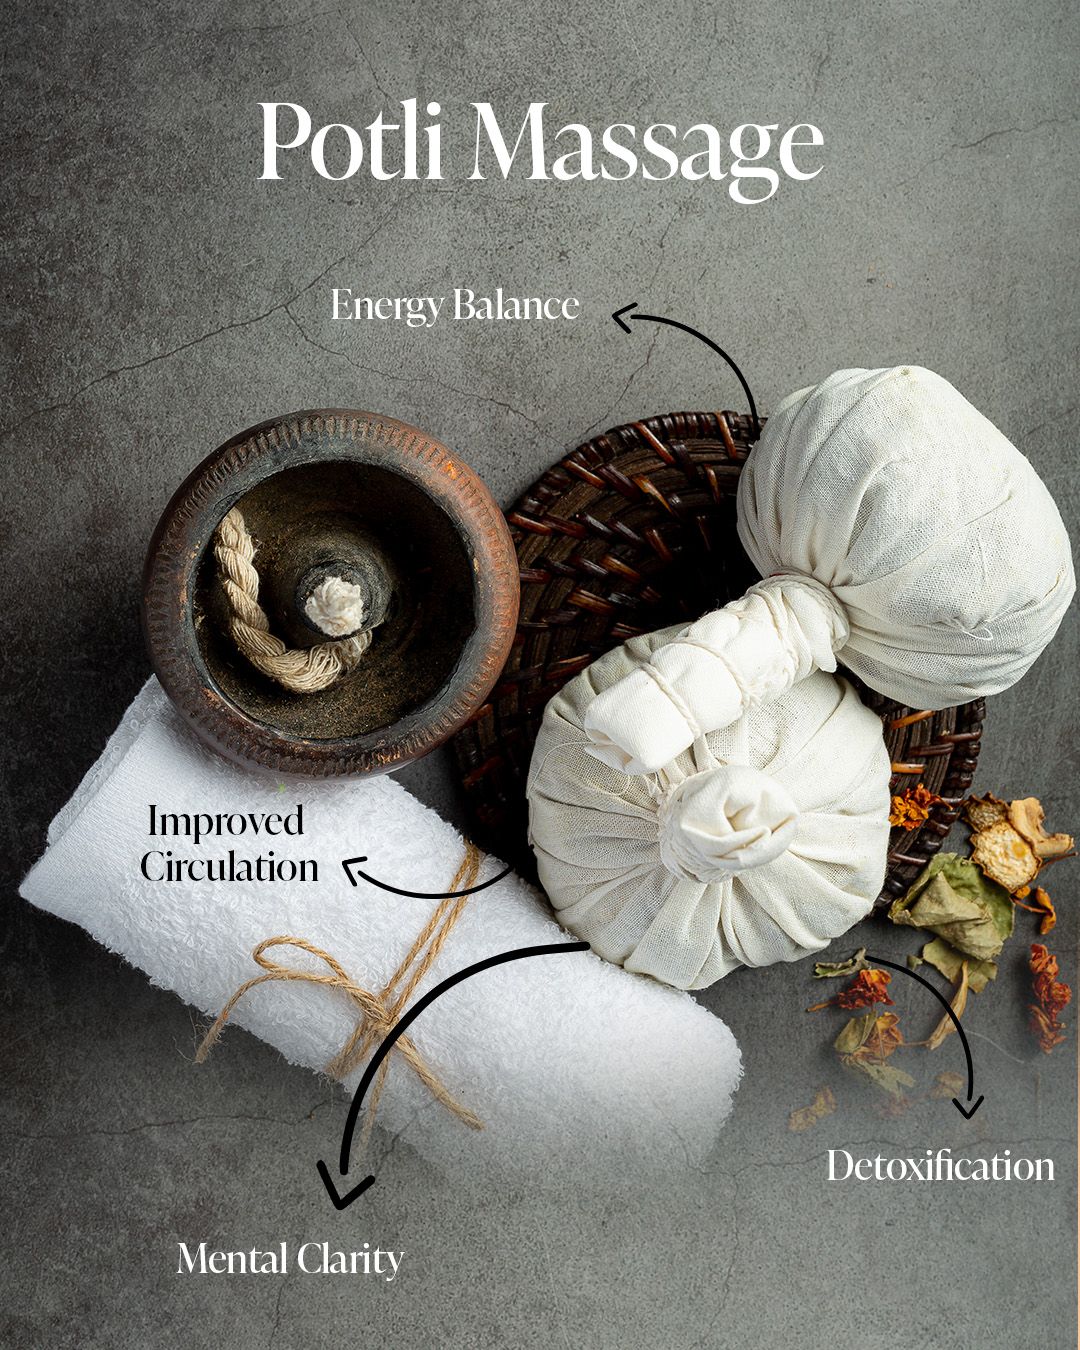 Potli Massage
Energy Balance
Improved
Circulation
Detoxification
Mental Clarity